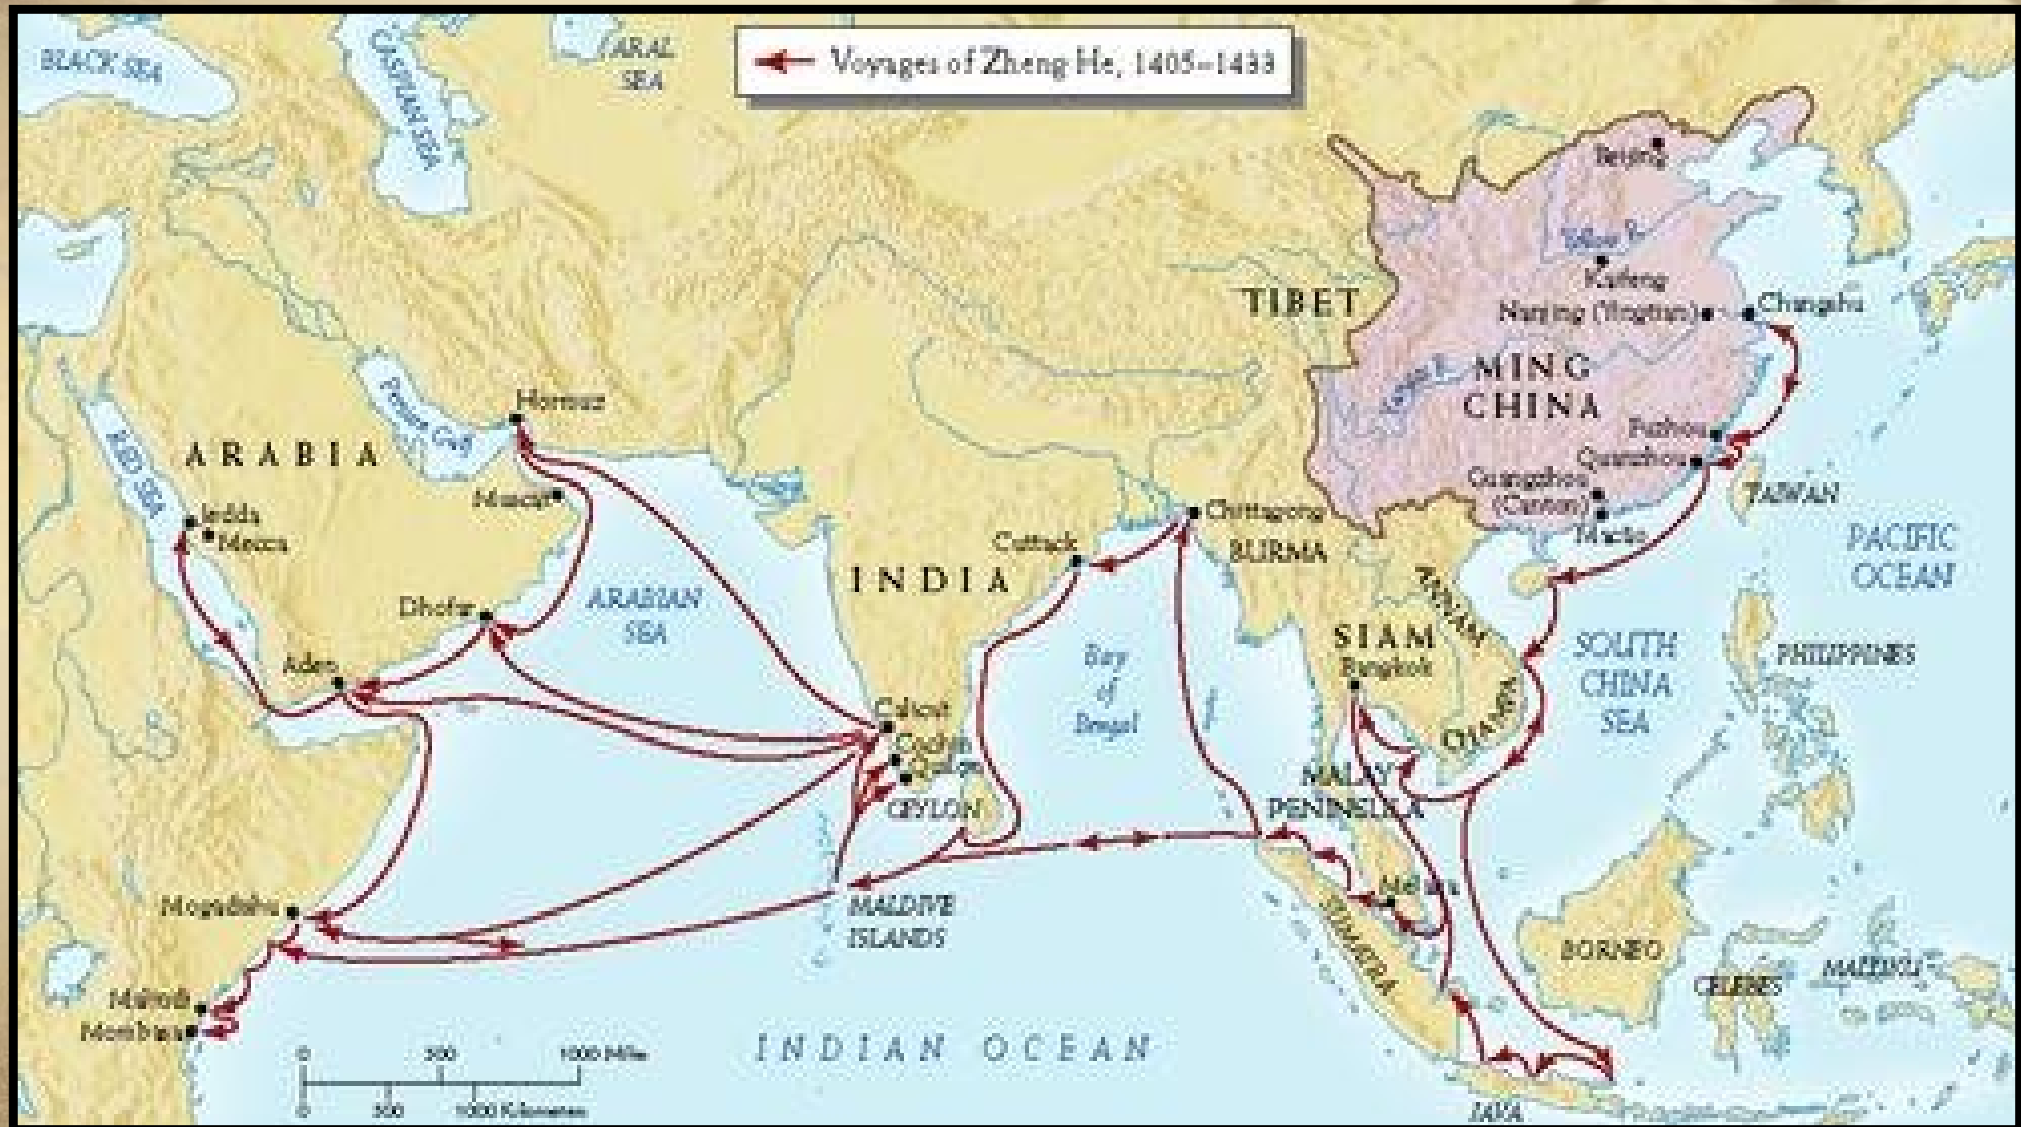 Voyages of Zheng He, 1405–1433
BLACK SEA
CASPIAN SEA
ARAL
SEA
Beijing
Yellow R.
Kaifeng
TIBET
Nanjing (Yingtian)
Changshu
MING
CHINA
Persian Gulf
Hormuz
RED SEA
ARABIA
Fuzhou
Quanzhou
Guangzhou
(Canton)
Macao
TAIWAN
Muscat
Jedda
Mecca
Chittagong
BURMA
Cuttack
INDIA
PACIFIC
OCEAN
ANNAM
Dhofar
ARABIAN
SEA
SIAM
Bangkok
Bay
of
Bengal
SOUTH
CHINA
SEA
PHILIPPINES
Aden
Calicut
Cochin
CHAMPA
MALAY
PENINSULA
CEYLON
Mogadishu
MALDIVE
ISLANDS
Melaka
SUMATRA
BORNEO
CELEBES
Malindi
Mombasa
INDIAN OCEAN
0 500 1000 Miles
0 500 1000 Kilometers
JAVA